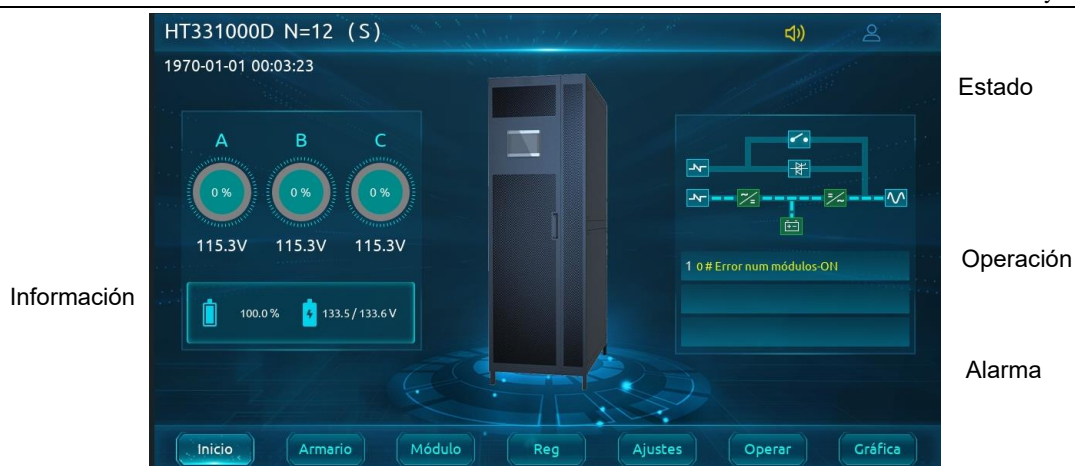 HT331000D N=12 (S)
1970-01-01 00:03:23
Estado
A B C
0 % 0 % 0 %
115.3V 115.3V 115.3V
1 0 # Error num módulos-ON
Operación
Información
100.0 % 133.5 / 133.6 V
Alarma
Inicio Armario Módulo Reg Ajustes Operar Gráfica